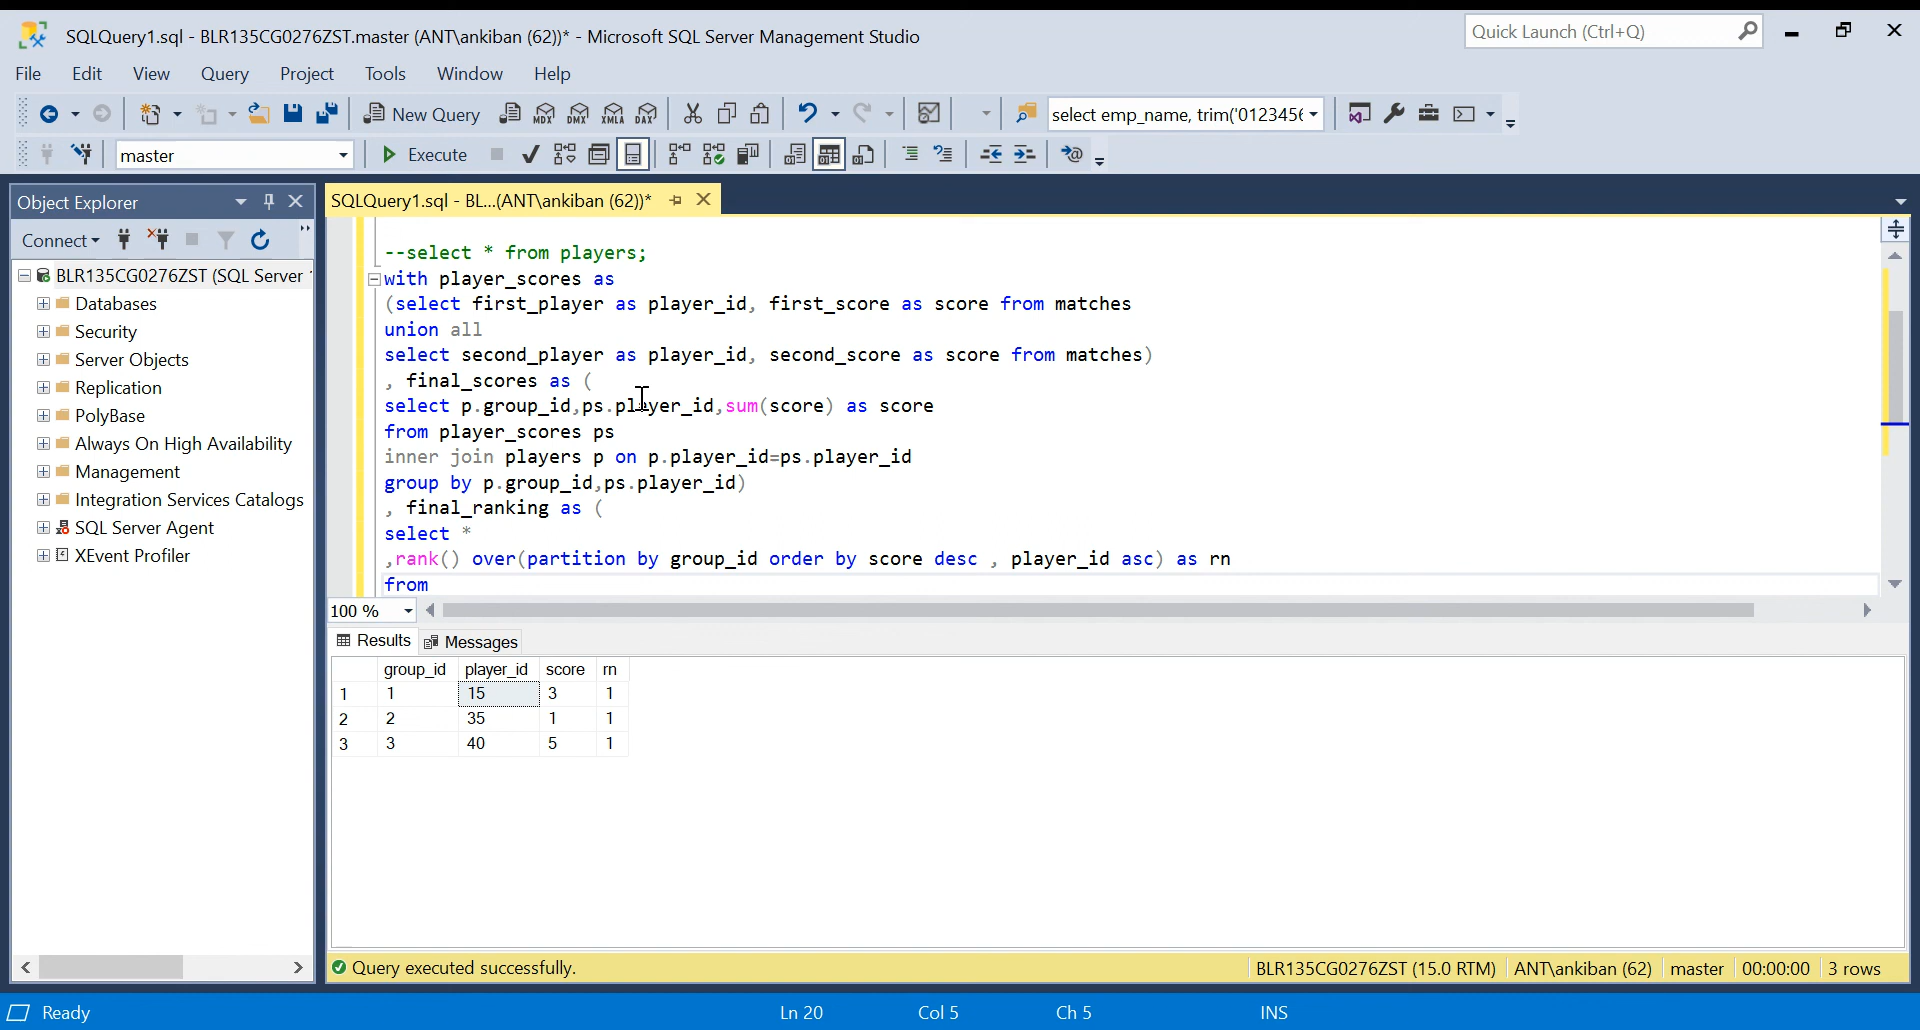 SQLQuery1.sql - BLR135CG0276ZST.master (ANT\ankiban (62))* - Microsoft SQL Server Management Studio
Quick Launch (Ctrl+Q)
File Edit View Query Project Tools Window Help
New Query MDX DMX XMLA DAX select emp_name, trim('0123456
master Execute
Object Explorer
SQLQuery1.sql - BL...(ANT\ankiban (62))*
Connect
BLR135CG0276ZST (SQL Server
Databases
Security
Server Objects
Replication
PolyBase
Always On High Availability
Management
Integration Services Catalogs
SQL Server Agent
XEvent Profiler
--select * from players;
with player_scores as
(select first_player as player_id, first_score as score from matches
union all
select second_player as player_id, second_score as score from matches)
, final_scores as (
select p.group_id,ps.player_id,sum(score) as score
from player_scores ps
inner join players p on p.player_id=ps.player_id
group by p.group_id,ps.player_id)
, final_ranking as (
select *
,rank() over(partition by group_id order by score desc , player_id asc) as rn
from
100 %
Results Messages
group_id player_id score rn
1 1 15 3 1
2 2 35 1 1
3 3 40 5 1
Query executed successfully.
BLR135CG0276ZST (15.0 RTM) ANT\ankiban (62) master 00:00:00 3 rows
Ready Ln 20 Col 5 Ch 5 INS